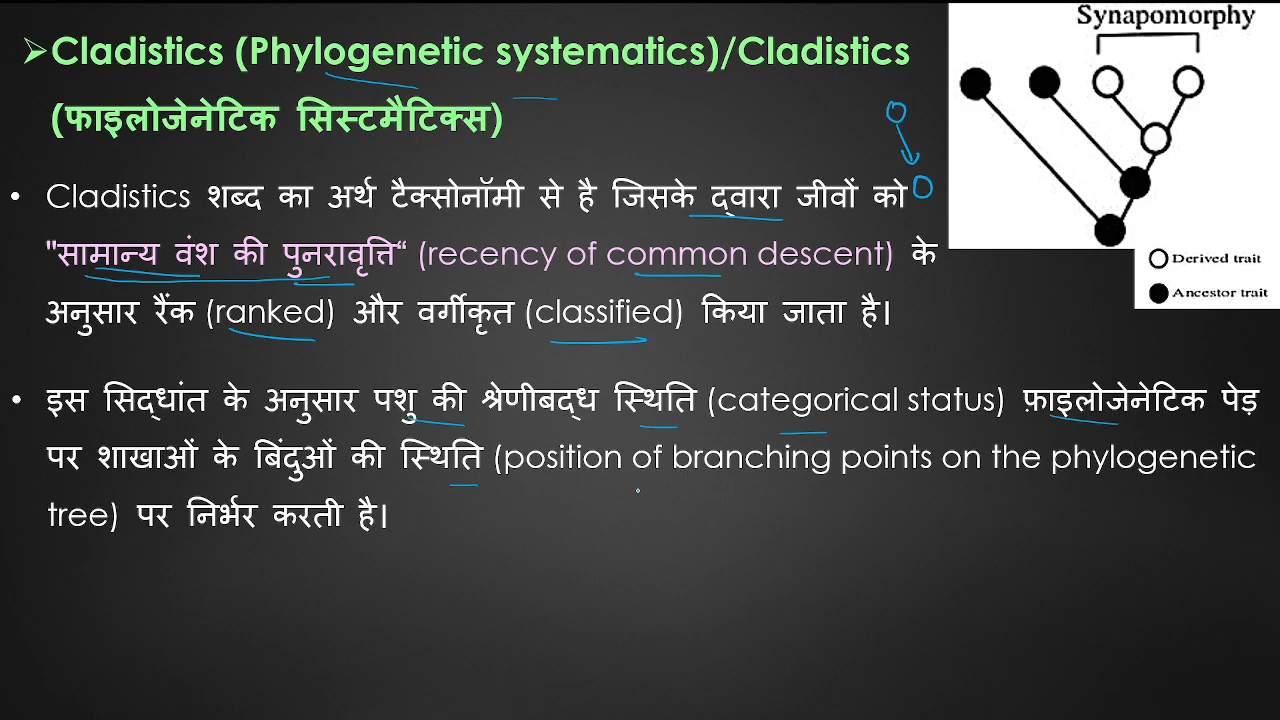 ➢Cladistics (Phylogenetic systematics)/Cladistics
(फाइलोजेनेटिक सिस्टमैटिक्स)
Synapomorphy
Derived trait
Ancestor trait
• Cladistics शब्द का अर्थ टैक्सोनॉमी से है जिसके द्वारा जीवों को
"सामान्य वंश की पुनरावृत्ति“ (recency of common descent) के
अनुसार रैंक (ranked) और वर्गीकृत (classified) किया जाता है।
• इस सिद्धांत के अनुसार पशु की श्रेणीबद्ध स्थिति (categorical status) फ़ाइलोजेनेटिक पेड़
पर शाखाओं के बिंदुओं की स्थिति (position of branching points on the phylogenetic
tree) पर निर्भर करती है।